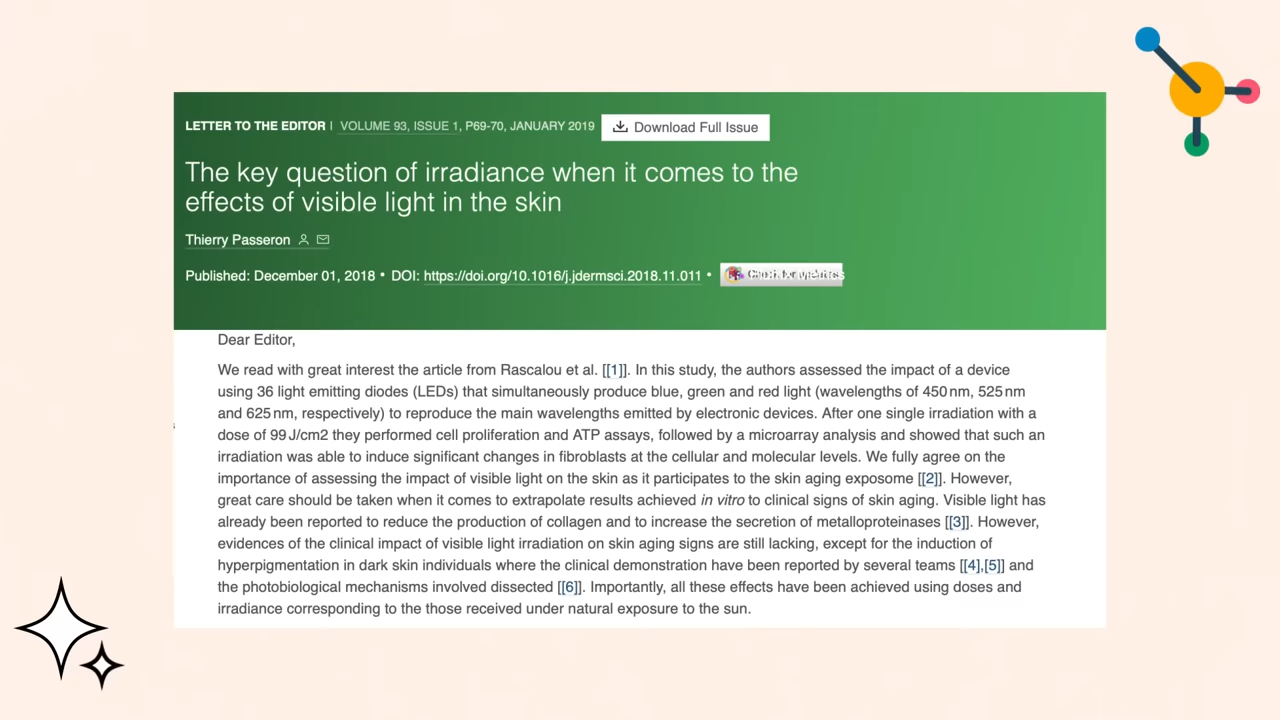 LETTER TO THE EDITOR | VOLUME 93, ISSUE 1, P69-70, JANUARY 2019 Download Full Issue
The key question of irradiance when it comes to the
effects of visible light in the skin
Thierry Passeron
Published: December 01, 2018 • DOI: https://doi.org/10.1016/j.jdermsci.2018.11.011 •
Dear Editor,
We read with great interest the article from Rascalou et al. [[1]]. In this study, the authors assessed the impact of a device
using 36 light emitting diodes (LEDs) that simultaneously produce blue, green and red light (wavelengths of 450 nm, 525 nm
and 625 nm, respectively) to reproduce the main wavelengths emitted by electronic devices. After one single irradiation with a
dose of 99 J/cm2 they performed cell proliferation and ATP assays, followed by a microarray analysis and showed that such an
irradiation was able to induce significant changes in fibroblasts at the cellular and molecular levels. We fully agree on the
importance of assessing the impact of visible light on the skin as it participates to the skin aging exposome [[2]]. However,
great care should be taken when it comes to extrapolate results achieved in vitro to clinical signs of skin aging. Visible light has
already been reported to reduce the production of collagen and to increase the secretion of metalloproteinases [[3]]. However,
evidences of the clinical impact of visible light irradiation on skin aging signs are still lacking, except for the induction of
hyperpigmentation in dark skin individuals where the clinical demonstration have been reported by several teams [[4],[5]] and
the photobiological mechanisms involved dissected [[6]]. Importantly, all these effects have been achieved using doses and
irradiance corresponding to the those received under natural exposure to the sun.